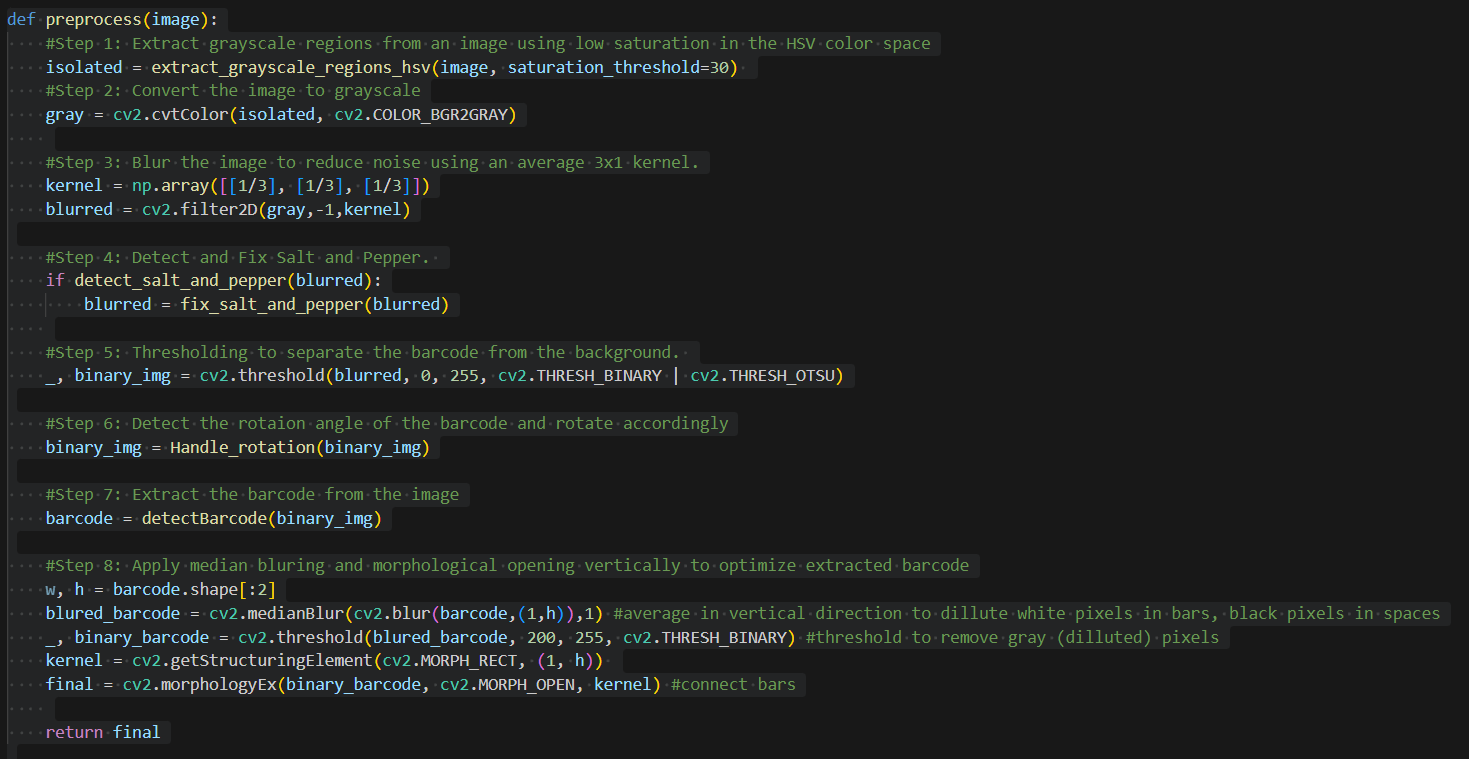 def preprocess(image):
    #Step 1: Extract grayscale regions from an image using low saturation in the HSV color space
    isolated = extract_grayscale_regions_hsv(image, saturation_threshold=30)
    #Step 2: Convert the image to grayscale
    gray = cv2.cvtColor(isolated, cv2.COLOR_BGR2GRAY)
    #Step 3: Blur the image to reduce noise using an average 3x1 kernel.
    kernel = np.array([[1/3], [1/3], [1/3]])
    blurred = cv2.filter2D(gray,-1,kernel)
    #Step 4: Detect and Fix Salt and Pepper.
    if detect_salt_and_pepper(blurred):
        blurred = fix_salt_and_pepper(blurred)
    #Step 5: Thresholding to separate the barcode from the background.
    _, binary_img = cv2.threshold(blurred, 0, 255, cv2.THRESH_BINARY | cv2.THRESH_OTSU)
    #Step 6: Detect the rotaion angle of the barcode and rotate accordingly
    binary_img = Handle_rotation(binary_img)
    #Step 7: Extract the barcode from the image
    barcode = detectBarcode(binary_img)
    #Step 8: Apply median bluring and morphological opening vertically to optimize extracted barcode
    w, h = barcode.shape[:2]
    blured_barcode = cv2.medianBlur(cv2.blur(barcode,(1,h)),1) #average in vertical direction to dillute white pixels in bars, black pixels in spaces
    _, binary_barcode = cv2.threshold(blured_barcode, 200, 255, cv2.THRESH_BINARY) #threshold to remove gray (dilluted) pixels
    kernel = cv2.getStructuringElement(cv2.MORPH_RECT, (1, h))
    final = cv2.morphologyEx(binary_barcode, cv2.MORPH_OPEN, kernel) #connect bars
    return final